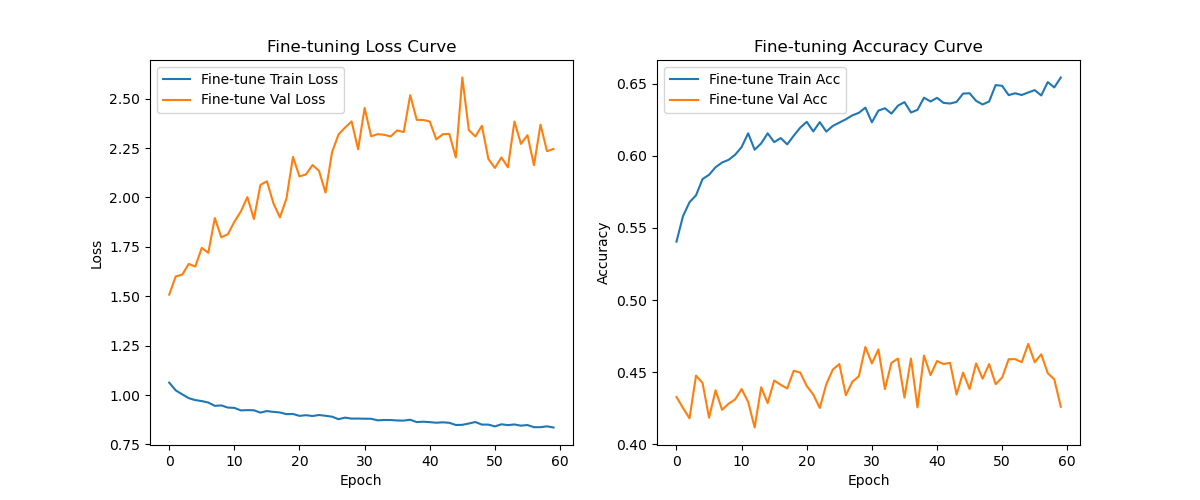 Fine-tuning Loss Curve
Fine-tune Train Loss
Fine-tune Val Loss
2.50
2.25
2.00
1.75
1.50
1.25
1.00
0.75
Loss
0 10 20 30 40 50 60
Epoch
Fine-tuning Accuracy Curve
Fine-tune Train Acc
Fine-tune Val Acc
0.65
0.60
0.55
0.50
0.45
0.40
Accuracy
0 10 20 30 40 50 60
Epoch